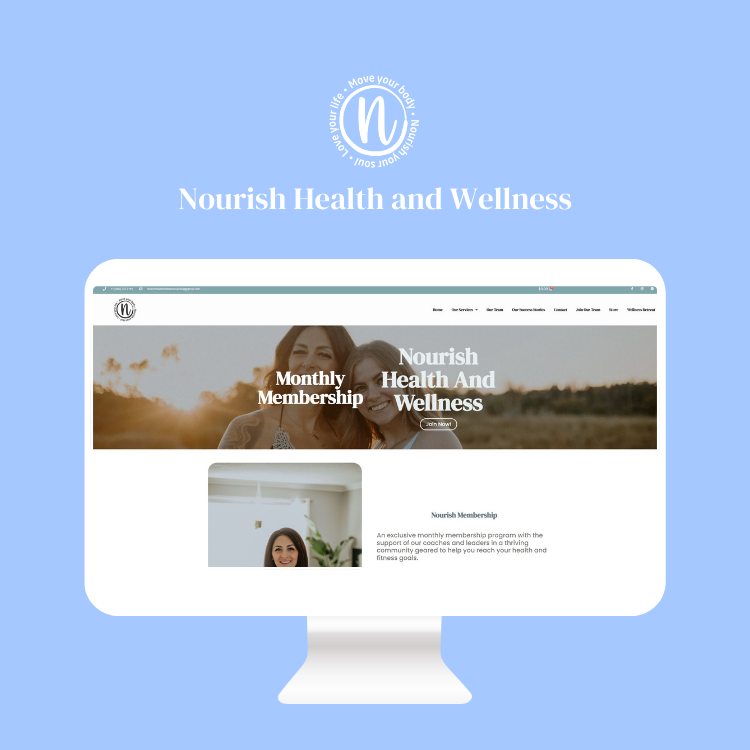 Move your body • Nourish your soul • Love your life •
n
Nourish Health and Wellness
n
Home Our Services Our Team Our Success Stories Contact Join Our Team Store Wellness Retreat
Monthly
Membership
Nourish
Health And
Wellness
Join Now!
Nourish Membership
An exclusive monthly membership program with the
support of our coaches and leaders in a thriving
community geared to help you reach your health and
fitness goals.